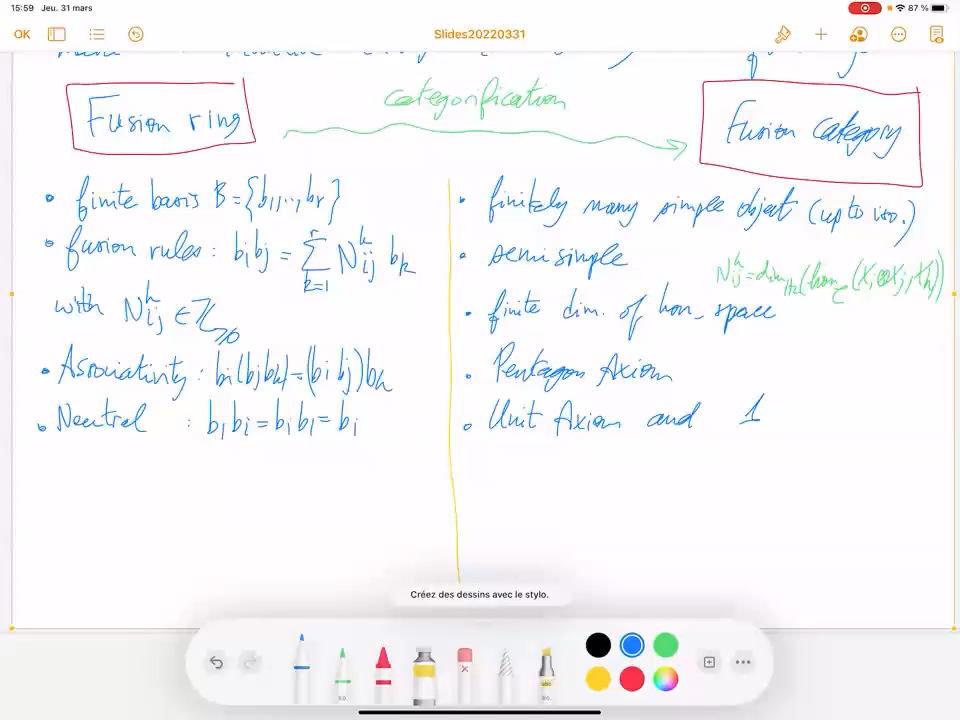 15:59 Jeu. 31 mars
87 %
OK
Slides20220331
categorification
Fusion ring
Fusion category
• finite basis B = {b1,..,br}
• fusion rules : bibj = ∑_{k=1}^{r} N_{ij}^k bk
with N_{ij}^k ∈ ℤ≥0
• Associativity : bi(bjbk) = (bibj)bk
• Neutral : b1bi = bib1 = bi
• finitely many simple object (up to iso.)
• semisimple
N_{ij}^k = dim_𝕜(hom_C(Xi⊗Xj, Xk))
• finite dim. of hom_space
• Pentagon Axiom
• Unit Axiom and 1
Créez des dessins avec le stylo.